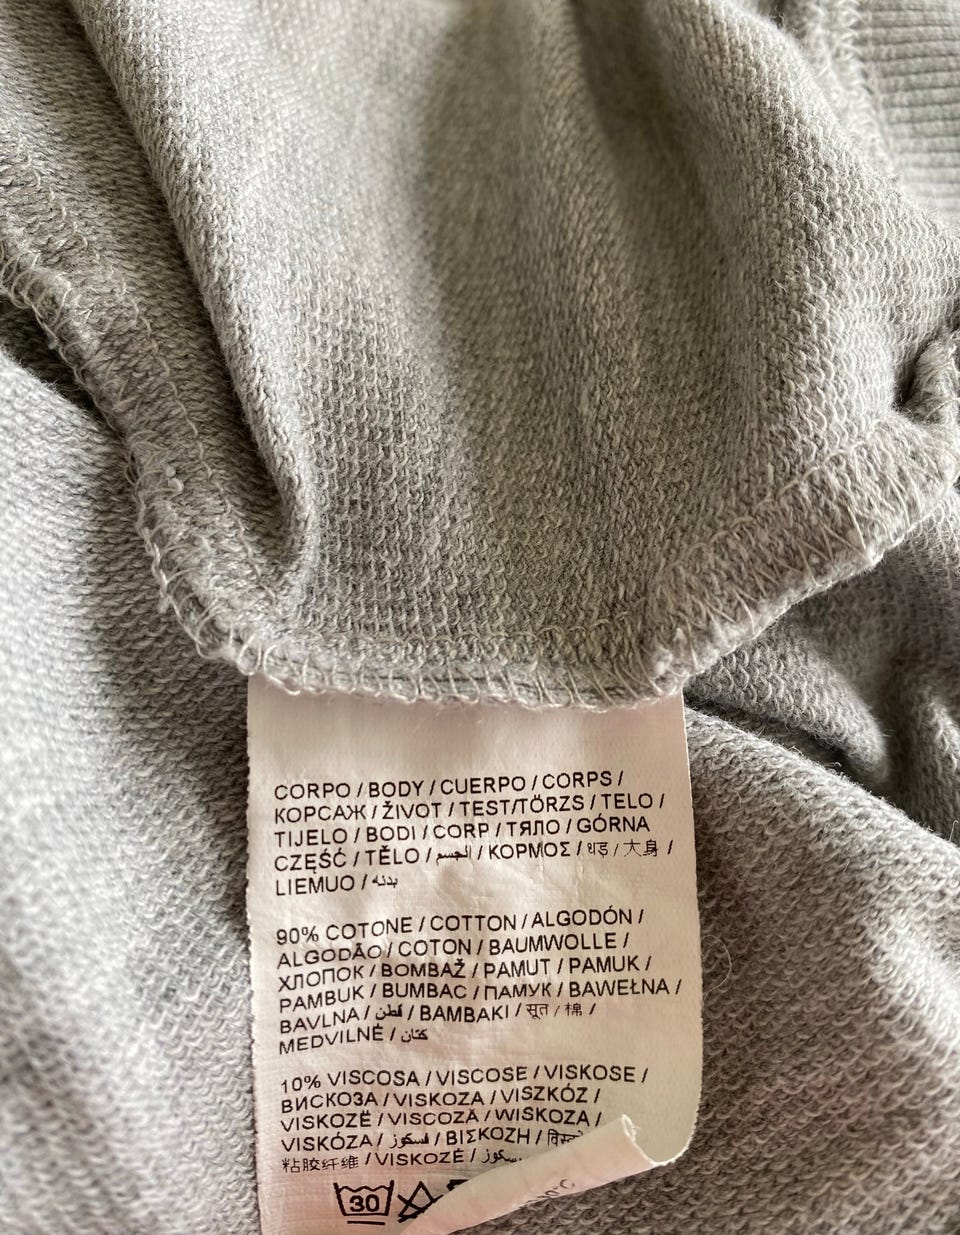 CORPO / BODY / CUERPO / CORPS /
КОРСАЖ / ŽIVOT / TEST/TÖRZS / TELO /
TIJELO / BODI / CORP / ТЯЛО / GÓRNA
CZĘŚĆ / TĚLO / الجسم / ΚΟΡΜΟΣ / धड़ / 大身 /
LIEMUO / بدنه
90% COTONE / COTTON / ALGODÓN /
ALGODÃO / COTON / BAUMWOLLE /
ХЛОПОК / BOMBAŽ / PAMUT / PAMUK /
PAMBUK / BUMBAC / ПАМУК / BAWEŁNA /
BAVLNA / قطن / BAMBAKI / सूत / 棉 /
MEDVILNĖ / كتان
10% VISCOSA / VISCOSE / VISKOSE /
ВИСКОЗА / VISKOZA / VISZKÓZ /
VISKOZË / VISCOZĂ / WISKOZA /
VISKÓZA / فسكوز / ΒΙΣΚΟΖΗ /
粘胶纤维 / VISKOZĖ /
30